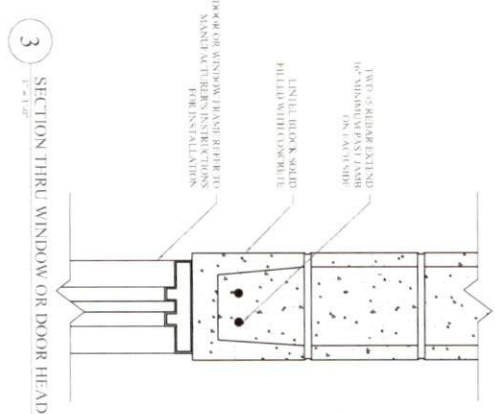 TWO #5 REBAR EXTEND
16" MINIMUM PAST JAMB
ON EACH SIDE
LINTEL BLOCK SOLID
FILLED WITH CONCRETE
DOOR OR WINDOW FRAME REFER TO
MANUFACTURER'S INSTRUCTIONS
FOR INSTALLATION
3
SECTION THRU WINDOW OR DOOR HEAD